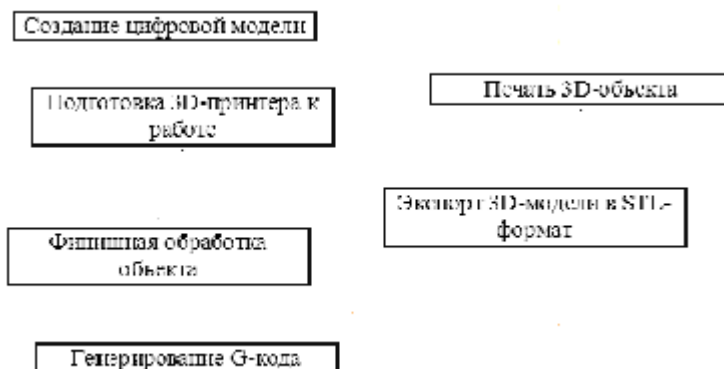 Создание цифровой модели
Подготовка 3D-принтера к
работе
Печать 3D-объекта
Экспорт 3D-модели в STL-
формат
Финишная обработка
объекта
Генерирование G-кода